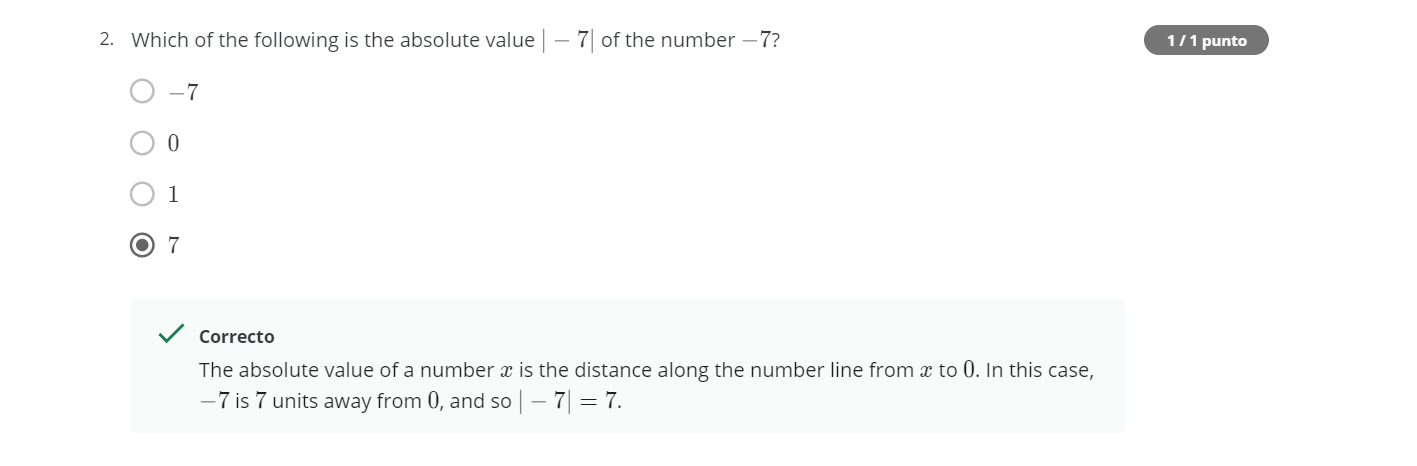 2. Which of the following is the absolute value | − 7| of the number −7?
1 / 1 punto
−7
0
1
7
Correcto
The absolute value of a number x is the distance along the number line from x to 0. In this case,
−7 is 7 units away from 0, and so | − 7| = 7.